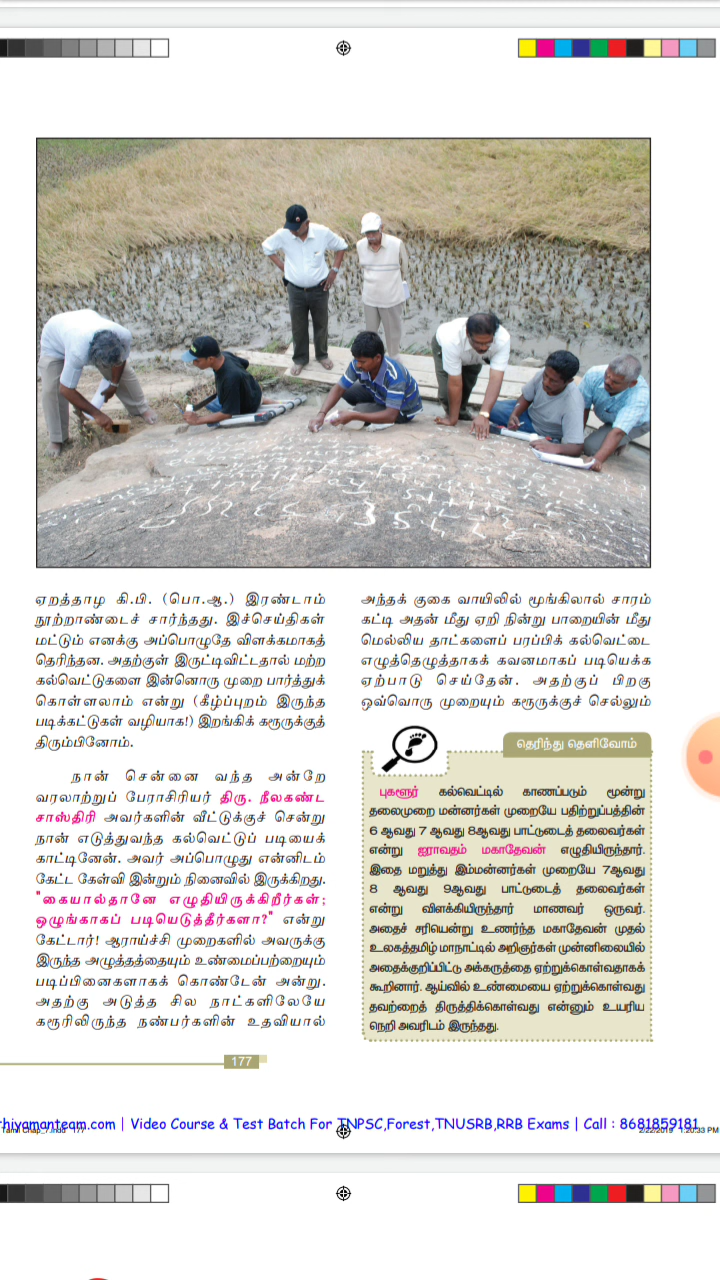 ஏறத்தாழ கி.பி. (பொ.ஆ.) இரண்டாம்
நூற்றாண்டைச் சார்ந்தது. இச்செய்திகள்
மட்டும் எனக்கு அப்பொழுதே விளக்கமாகத்
தெரிந்தன. அதற்குள் இருட்டிவிட்டதால் மற்ற
கல்வெட்டுகளை இன்னொரு முறை பார்த்துக்
கொள்ளலாம் என்று (கீழ்ப்புறம் இருந்த
படிக்கட்டுகள் வழியாக!) இறங்கிக் கரூருக்குத்
திரும்பினோம்.
நான் சென்னை வந்த அன்றே
வரலாற்றுப் பேராசிரியர் திரு. நீலகண்ட
சாஸ்திரி அவர்களின் வீட்டுக்குச் சென்று
நான் எடுத்துவந்த கல்வெட்டுப் படியைக்
காட்டினேன். அவர் அப்பொழுது என்னிடம்
கேட்ட கேள்வி இன்றும் நினைவில் இருக்கிறது.
"கையால்தானே எழுதியிருக்கிறீர்கள்;
ஒழுங்காகப் படியெடுத்தீர்களா?" என்று
கேட்டார்! ஆராய்ச்சி முறைகளில் அவருக்கு
இருந்த அழுத்தத்தையும் உண்மைப்பற்றையும்
படிப்பினைகளாகக் கொண்டேன் அன்று.
அதற்கு அடுத்த சில நாட்களிலேயே
கரூரிலிருந்த நண்பர்களின் உதவியால்
அந்தக் குகை வாயிலில் மூங்கிலால் சாரம்
கட்டி அதன் மீது ஏறி நின்று பாறையின் மீது
மெல்லிய தாட்களைப் பரப்பிக் கல்வெட்டை
எழுத்தெழுத்தாகக் கவனமாகப் படியெக்க
ஏற்பாடு செய்தேன். அதற்குப் பிறகு
ஒவ்வொரு முறையும் கரூருக்குச் செல்லும்
தெரிந்து தெளிவோம்
புகளூர் கல்வெட்டில் காணப்படும் மூன்று
தலைமுறை மன்னர்கள் முறையே பதிற்றுப்பத்தின்
6 ஆவது 7 ஆவது 8ஆவது பாட்டுடைத் தலைவர்கள்
என்று ஐராவதம் மகாதேவன் எழுதியிருந்தார்.
இதை மறுத்து இம்மன்னர்கள் முறையே 7ஆவது
8 ஆவது 9ஆவது பாட்டுடைத் தலைவர்கள்
என்று விளக்கியிருந்தார் மாணவர் ஒருவர்.
அதைச் சரியென்று உணர்ந்த மகாதேவன் முதல்
உலகத்தமிழ் மாநாட்டில் அறிஞர்கள் முன்னிலையில்
அதைக்குறிப்பிட்டு அக்கருத்தை ஏற்றுக்கொள்வதாகக்
கூறினார். ஆய்வில் உண்மையை ஏற்றுக்கொள்வது
தவற்றைத் திருத்திக்கொள்வது என்னும் உயரிய
நெறி அவரிடம் இருந்தது.
177
thiyamanteam.com | Video Course & Test Batch For TNPSC,Forest,TNUSRB,RRB Exams | Call : 8681859181
2/22/2019 1:20:33 PM